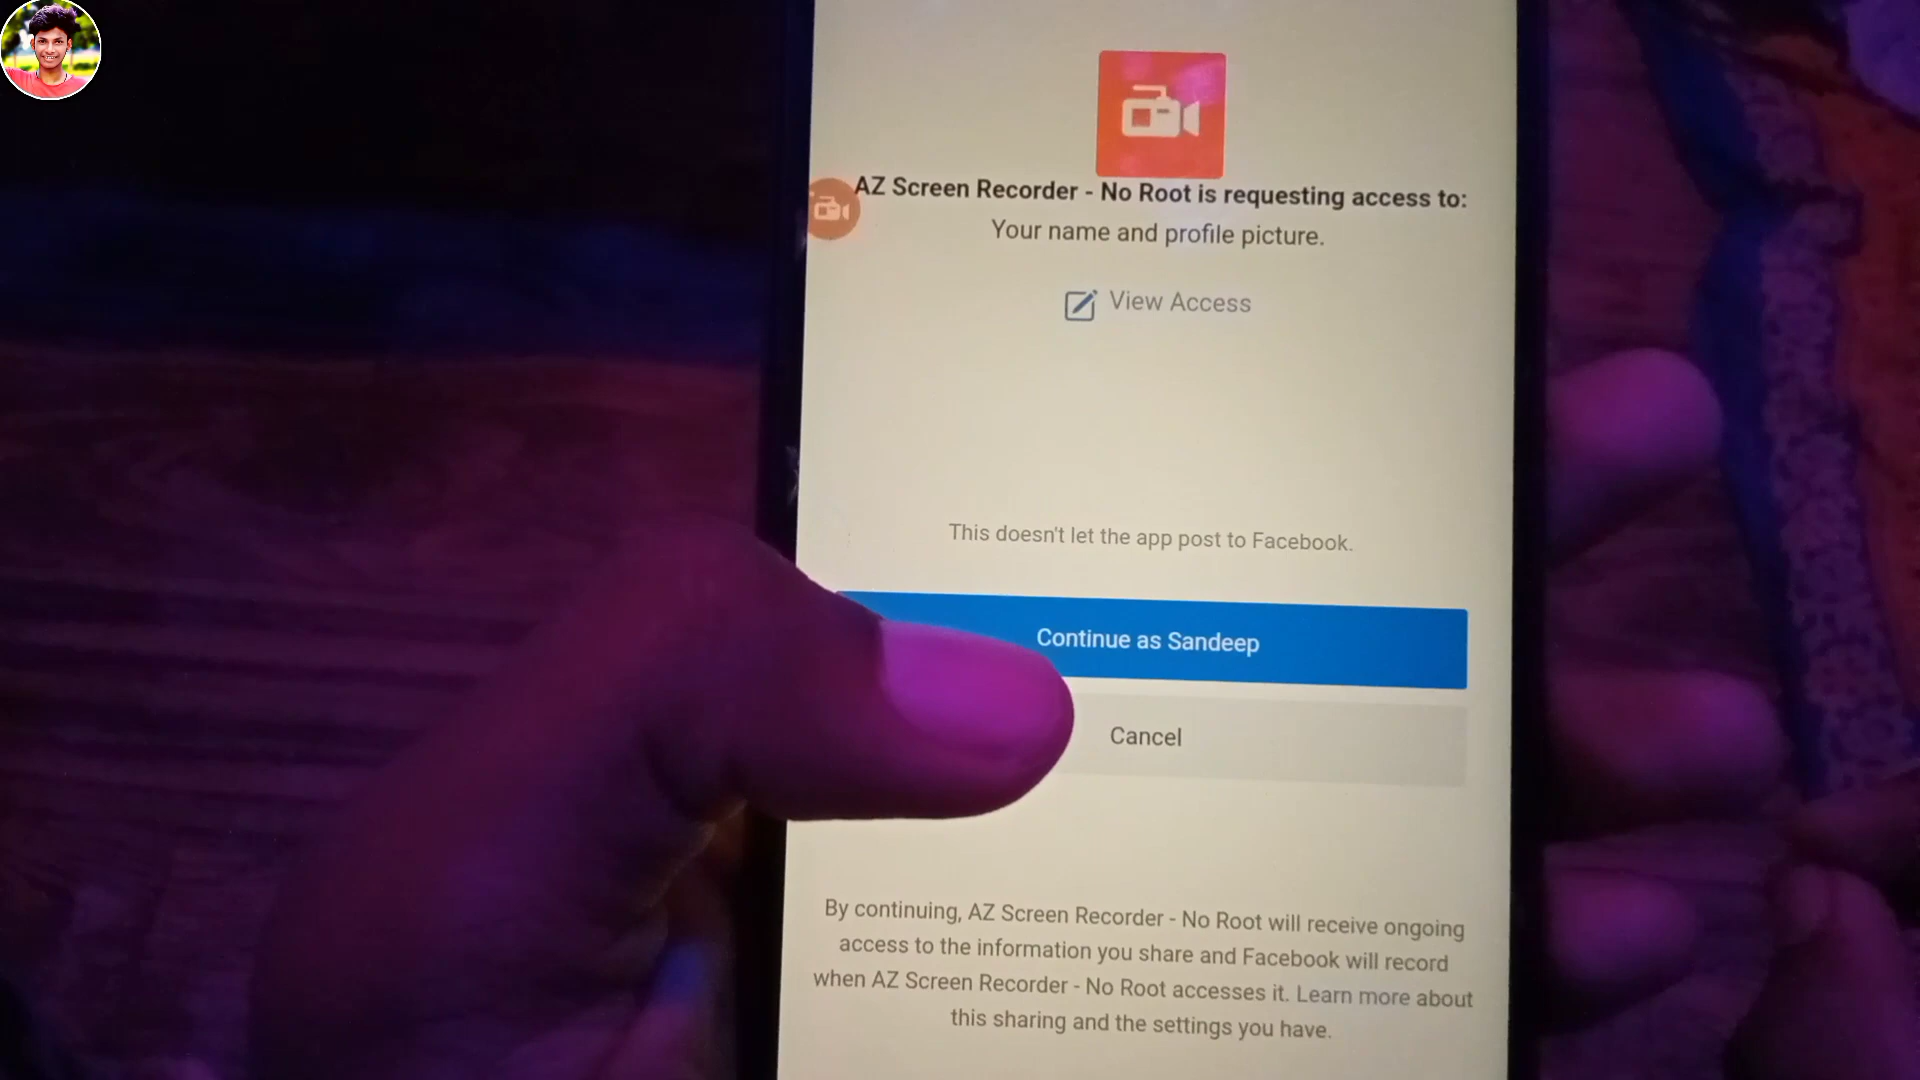 AZ Screen Recorder - No Root is requesting access to:
Your name and profile picture.
View Access
This doesn't let the app post to Facebook.
Continue as Sandeep
Cancel
By continuing, AZ Screen Recorder - No Root will receive ongoing
access to the information you share and Facebook will record
when AZ Screen Recorder - No Root accesses it. Learn more about
this sharing and the settings you have.